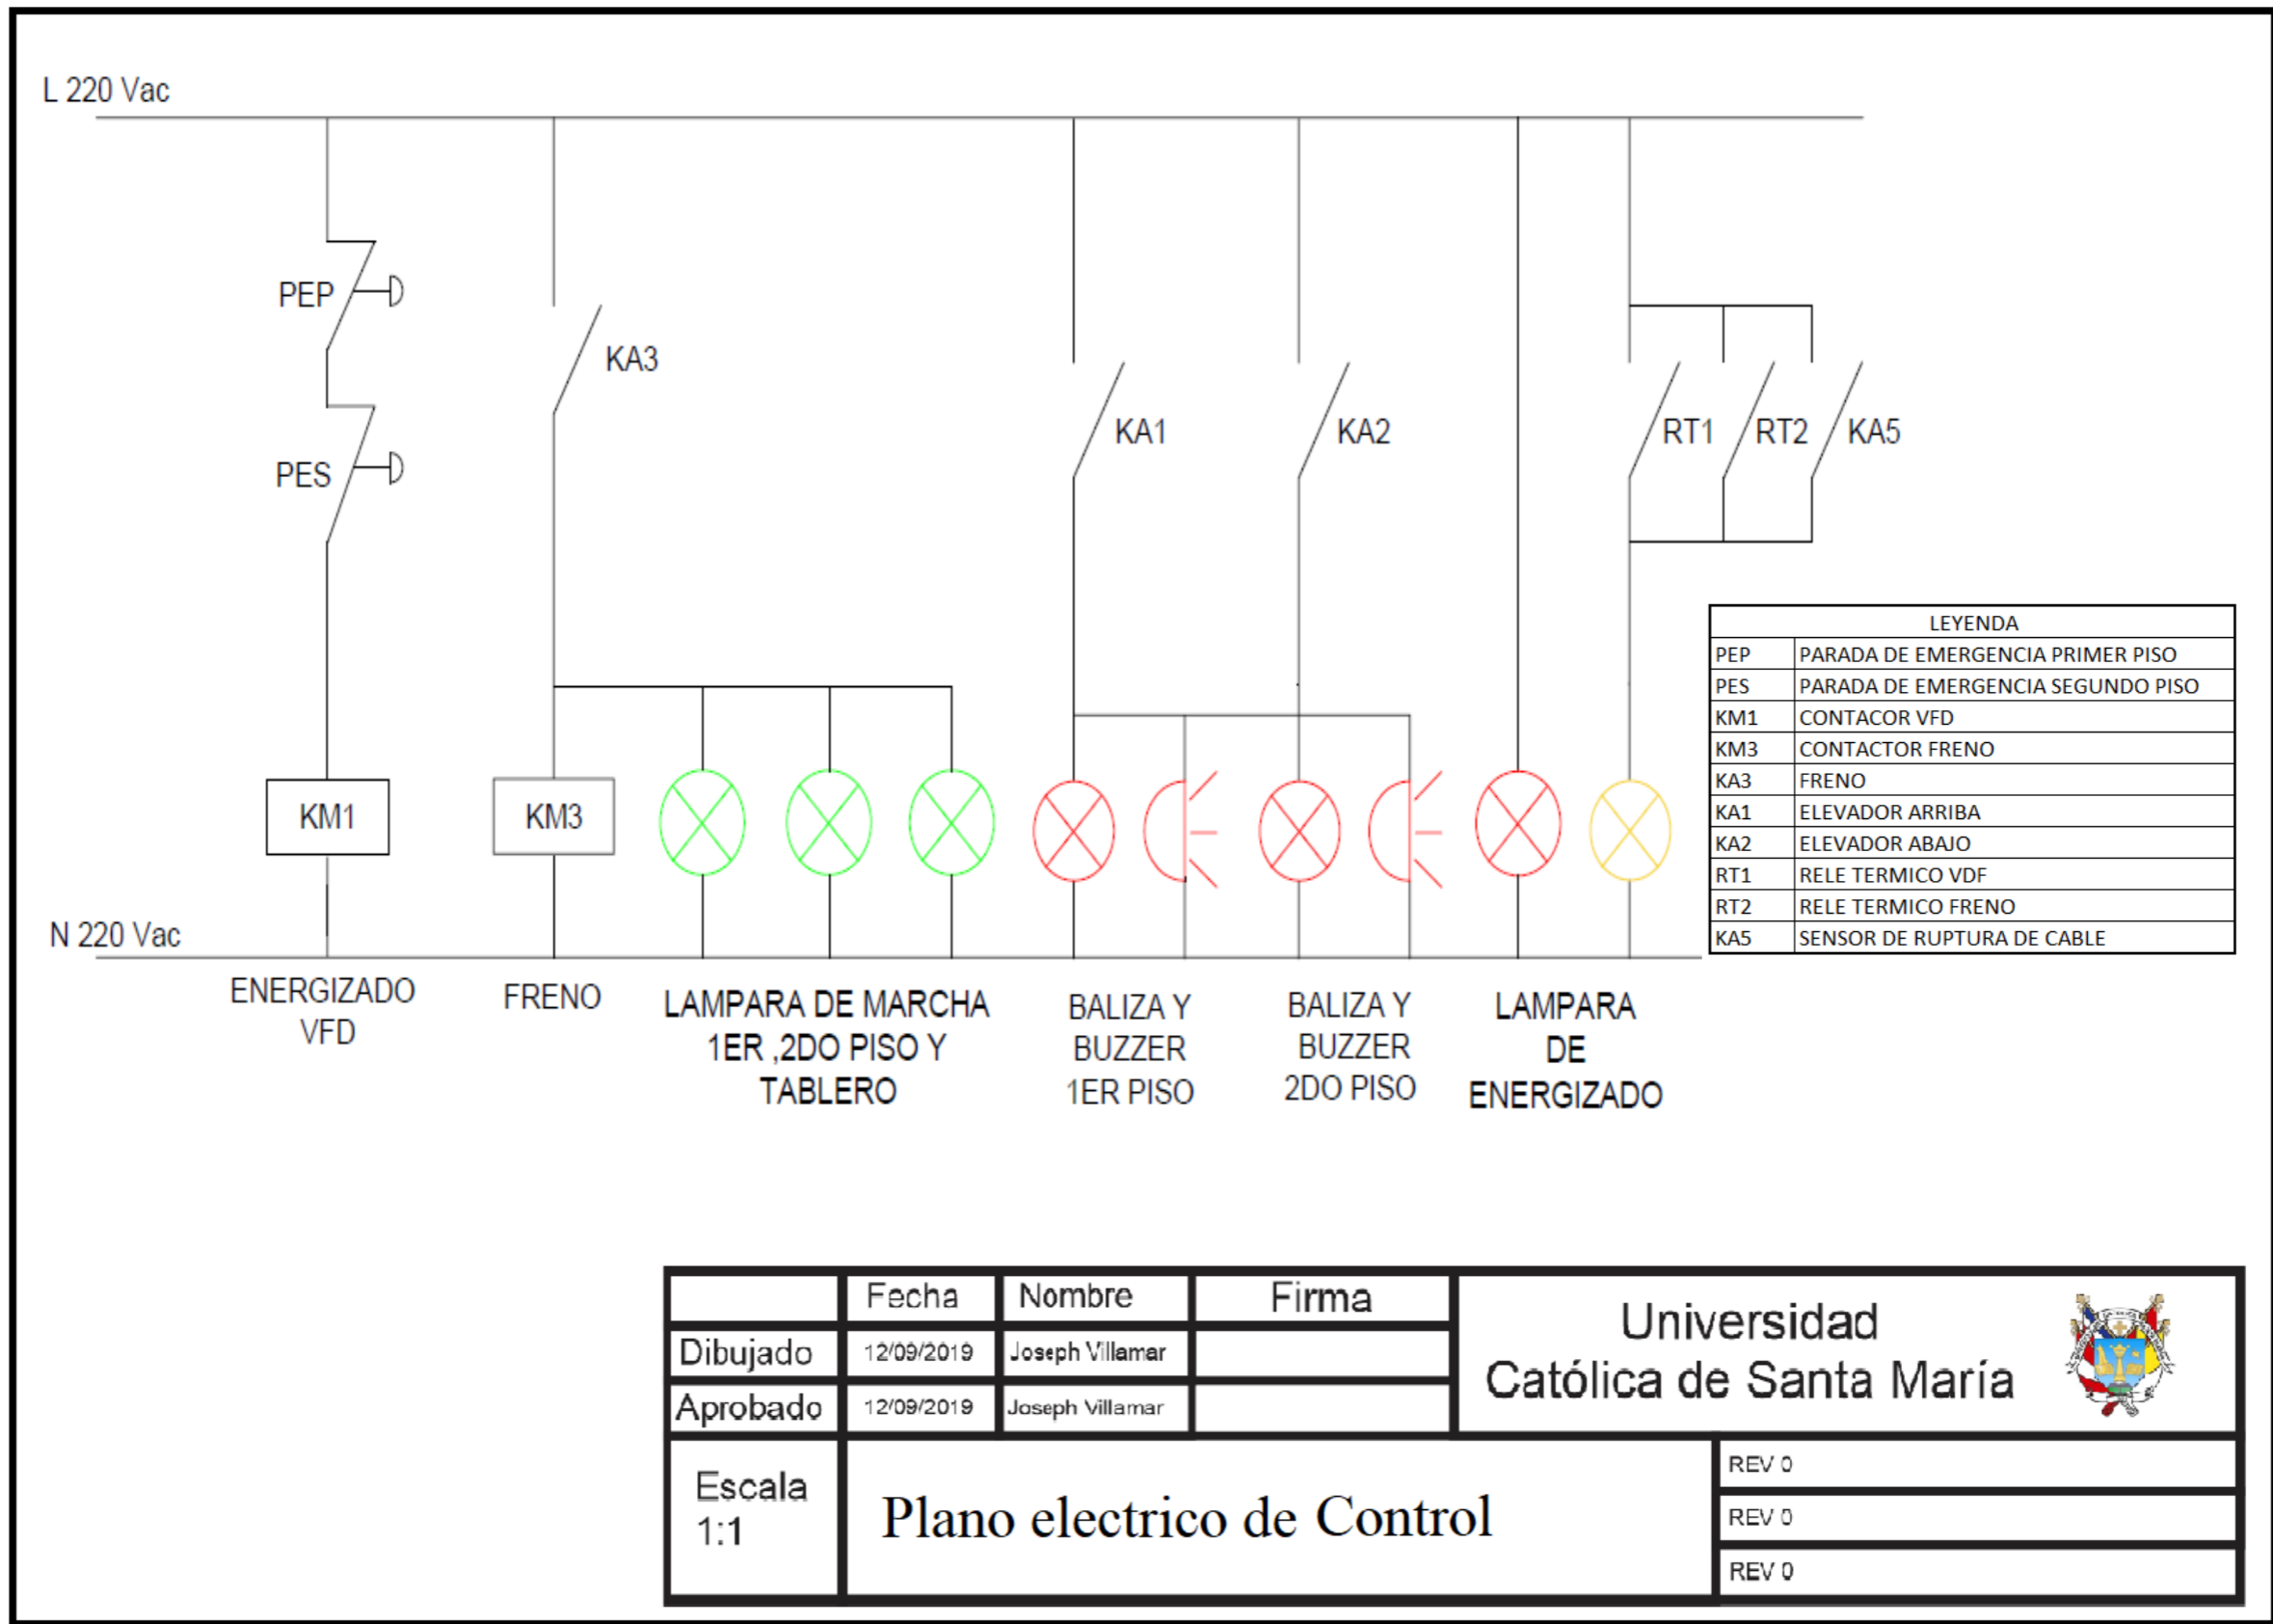 L 220 Vac
PEP
KA3
PES
KA1
KA2
RT1
RT2
KA5
KM1
KM3
N 220 Vac
ENERGIZADO
VFD
FRENO
LAMPARA DE MARCHA
1ER ,2DO PISO Y
TABLERO
BALIZA Y
BUZZER
1ER PISO
BALIZA Y
BUZZER
2DO PISO
LAMPARA
DE
ENERGIZADO
LEYENDA
PEP PARADA DE EMERGENCIA PRIMER PISO
PES PARADA DE EMERGENCIA SEGUNDO PISO
KM1 CONTACOR VFD
KM3 CONTACTOR FRENO
KA3 FRENO
KA1 ELEVADOR ARRIBA
KA2 ELEVADOR ABAJO
RT1 RELE TERMICO VDF
RT2 RELE TERMICO FRENO
KA5 SENSOR DE RUPTURA DE CABLE
Fecha Nombre Firma
Dibujado 12/09/2019 Joseph Villamar
Aprobado 12/09/2019 Joseph Villamar
Universidad
Católica de Santa María
Escala
1:1
Plano electrico de Control
REV 0
REV 0
REV 0